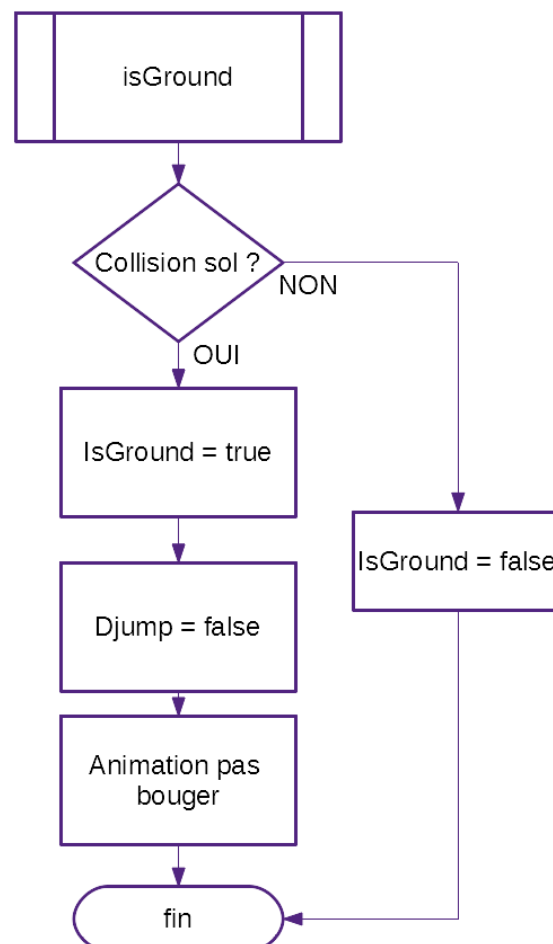 isGround
Collision sol ?
NON
OUI
IsGround = true
IsGround = false
Djump = false
Animation pas
bouger
fin